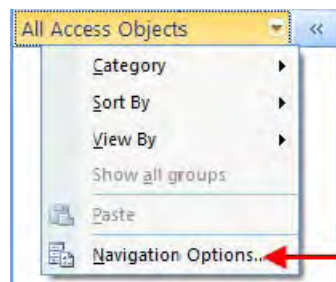 All Access Objects «
Category
Sort By
View By
Show all groups
Paste
Navigation Options...